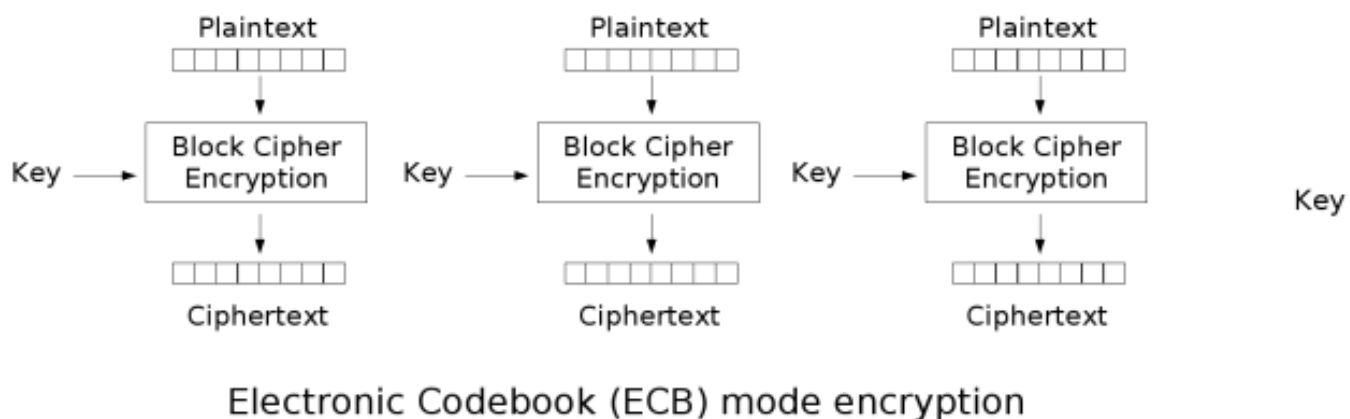 Plaintext Plaintext Plaintext
Key Block Cipher Key Block Cipher Key Block Cipher
Encryption Encryption Encryption
Key
Ciphertext Ciphertext Ciphertext
Electronic Codebook (ECB) mode encryption